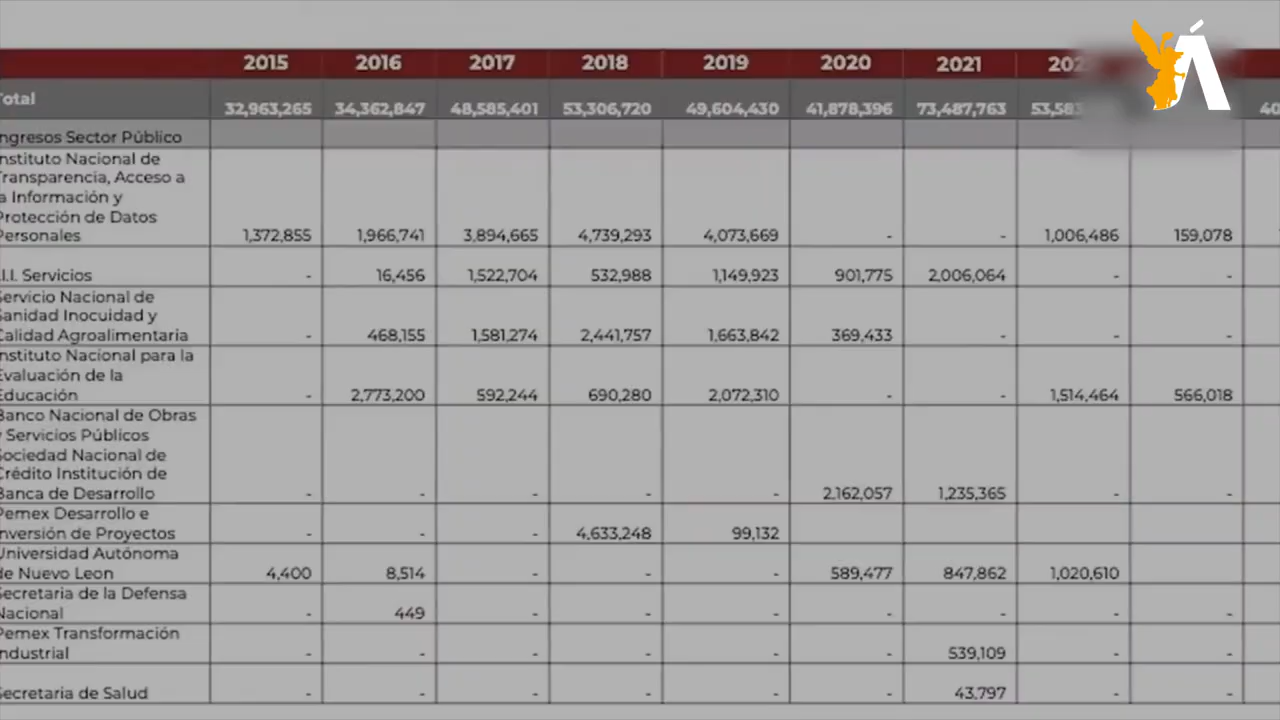 2015 2016 2017 2018 2019 2020 2021
Total 32,963,265 34,362,847 48,585,401 53,306,720 49,604,430 41,878,396 73,487,763
ngresos Sector Público
nstituto Nacional de
Transparencia, Acceso a
a Información y
Protección de Datos
Personales 1,372,855 1,966,741 3,894,665 4,739,293 4,073,669 - - 1,006,486 159,078
.I. Servicios - 16,456 1,522,704 532,988 1,149,923 901,775 2,006,064 - -
Servicio Nacional de
Sanidad Inocuidad y
Calidad Agroalimentaria - 468,155 1,581,274 2,441,757 1,663,842 369,433 - - -
nstituto Nacional para la
Evaluación de la
Educación - 2,773,200 592,244 690,280 2,072,310 - - 1,514,464 566,018
Banco Nacional de Obras
y Servicios Públicos
Sociedad Nacional de
Crédito Institución de
Banca de Desarrollo - - - - - 2,162,057 1,235,365 - -
Pemex Desarrollo e
nversión de Proyectos - - - 4,633,248 99,132
Universidad Autónoma
de Nuevo Leon 4,400 8,514 - - - 589,477 847,862 1,020,610
Secretaria de la Defensa
Nacional - 449 - - - - - - -
Pemex Transformación
ndustrial - - - - - - 539,109
Secretaria de Salud - - - - - - 43,797 - -
Á